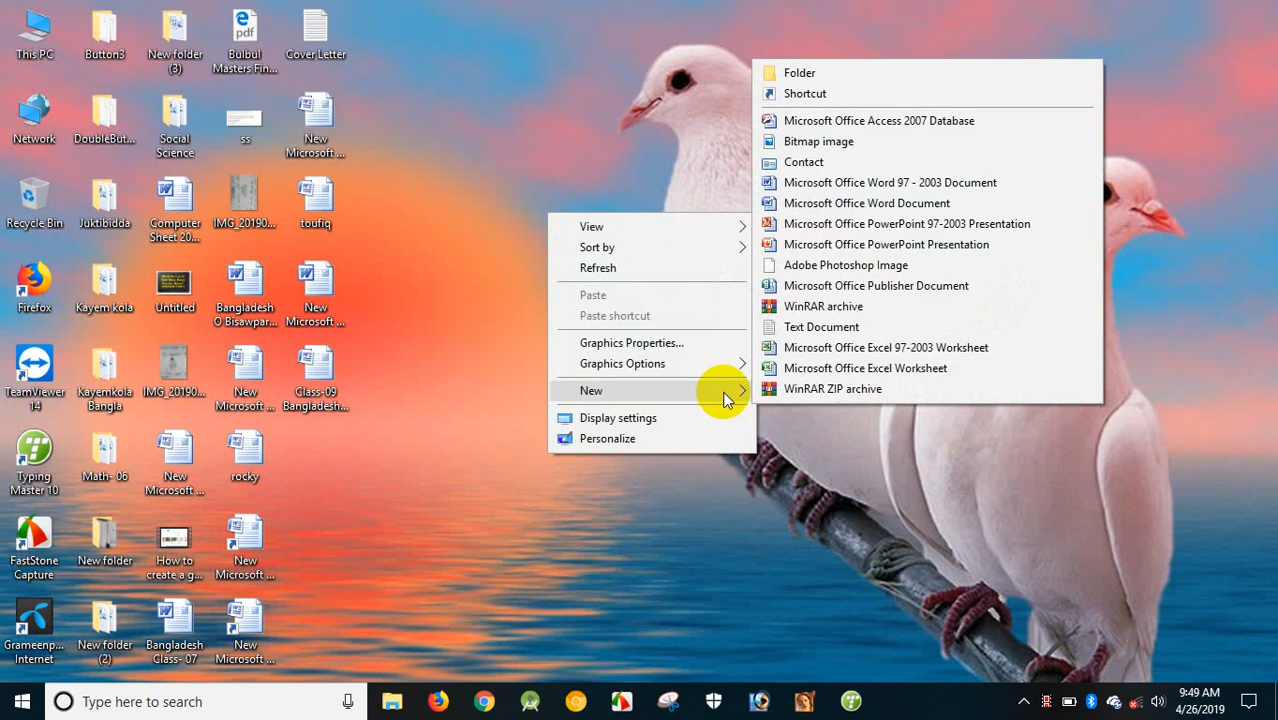 This PC
Button3
New folder
(3)
Bulbul
Masters Fin...
Cover Letter
Network
DoubleBut...
Social
Science
ss
New
Microsoft ...
Recycle Bin
Juktibidda
Computer
Sheet 20...
IMG_20190...
toufiq
Firefox
Kayem kola
Untitled
Bangladesh
O Bisawpar...
New
Microsoft ...
TeamViewer
14
Kayemkola
Bangla
IMG_20190...
New
Microsoft ...
Class-09
Bangladesh...
Typing
Master 10
Math- 06
New
Microsoft ...
rocky
FastStone
Capture
New folder
How to
create a g...
New
Microsoft ...
Grameenp...
Internet
New folder
(2)
Bangladesh
Class- 07
New
Microsoft ...
View
Sort by
Refresh
Paste
Paste shortcut
Graphics Properties...
Graphics Options
New
Display settings
Personalize
Folder
Shortcut
Microsoft Office Access 2007 Database
Bitmap image
Contact
Microsoft Office Word 97 - 2003 Document
Microsoft Office Word Document
Microsoft Office PowerPoint 97-2003 Presentation
Microsoft Office PowerPoint Presentation
Adobe Photoshop Image
Microsoft Office Publisher Document
WinRAR archive
Text Document
Microsoft Office Excel 97-2003 Worksheet
Microsoft Office Excel Worksheet
WinRAR ZIP archive
Type here to search
9:49 AM
4/26/2019